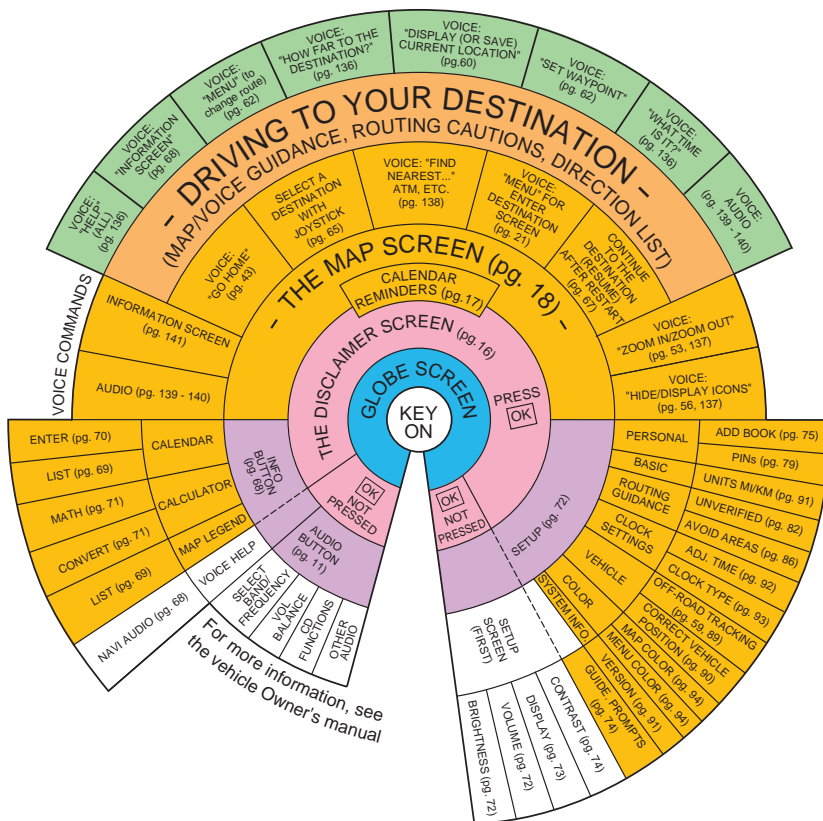 VOICE:
"HELP"
(ALL)
(pg. 136)
VOICE:
"INFORMATION
SCREEN"
(pg. 68)
VOICE:
"MENU" (to
change route)
(pg. 62)
VOICE:
"HOW FAR TO THE
DESTINATION?"
(pg. 136)
VOICE:
"DISPLAY (OR SAVE)
CURRENT LOCATION"
(pg.60)
VOICE:
"SET WAYPOINT"
(pg. 62)
VOICE:
"WHAT TIME
IS IT?"
(pg. 136)
VOICE:
AUDIO
(pg. 139 - 140)
- DRIVING TO YOUR DESTINATION -
(MAP/VOICE GUIDANCE, ROUTING CAUTIONS, DIRECTION LIST)
VOICE COMMANDS
AUDIO (pg. 139 - 140)
INFORMATION SCREEN
(pg. 141)
VOICE:
"GO HOME"
(pg. 43)
SELECT A
DESTINATION
WITH
JOYSTICK
(pg. 65)
VOICE: "FIND
NEAREST..."
ATM, ETC.
(pg. 138)
VOICE:
"MENU" FOR
ENTER
DESTINATION
SCREEN
(pg. 21)
CONTINUE
TO THE
DESTINATION
(RESUME)
AFTER RESTART
(pg. 67)
VOICE:
"ZOOM IN/ZOOM OUT"
(pg. 53, 137)
VOICE:
"HIDE/DISPLAY ICONS"
(pg. 56, 137)
- THE MAP SCREEN (pg. 18) -
CALENDAR
REMINDERS (pg.17)
THE DISCLAIMER SCREEN (pg.16)
PRESS
OK
GLOBE SCREEN
KEY
ON
OK
NOT
PRESSED
OK
NOT
PRESSED
INFO
BUTTON
(pg. 68)
AUDIO
BUTTON
(pg. 11)
CALENDAR
CALCULATOR
MAP LEGEND
VOICE HELP
ENTER (pg. 70)
LIST (pg. 69)
MATH (pg. 71)
CONVERT (pg. 71)
LIST (pg. 69)
NAVI AUDIO (pg. 68)
SELECT
BAND/
FREQUENCY
VOL
BALANCE
CD
FUNCTIONS
OTHER
AUDIO
For more information, see
the vehicle Owner's manual
SETUP (pg. 72)
PERSONAL
BASIC
ROUTING
GUIDANCE
CLOCK
SETTINGS
VEHICLE
COLOR
SYSTEM INFO.
ADD BOOK (pg. 75)
PINs (pg. 79)
UNITS MI/KM (pg. 91)
UNVERIFIED (pg. 82)
AVOID AREAS (pg. 86)
ADJ. TIME (pg. 92)
CLOCK TYPE (pg. 93)
OFF-ROAD TRACKING
(pg. 59, 89)
CORRECT VEHICLE
POSITION (pg. 90)
MAP COLOR (pg. 94)
MENU COLOR (pg. 94)
VERSION (pg. 91)
GUIDE. PROMPTS
(pg. 74)
SETUP
SCREEN
(FIRST)
CONTRAST (pg. 74)
DISPLAY (pg. 73)
VOLUME (pg. 72)
BRIGHTNESS (pg. 72)